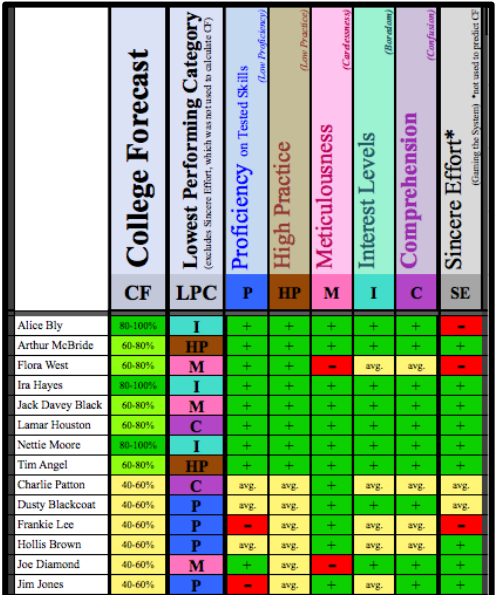 College Forecast
Lowest Performing Category
(excludes Sincere Effort, which was not used to calculate CF)
Proficiency on Tested Skills
(Low Proficiency)
High Practice
(Low Practice)
Meticulousness
(Carelessness)
Interest Levels
(Boredom)
Comprehension
(Confusion)
Sincere Effort*
(Gaming the System) *not used to predict CF
CF LPC P HP M I C SE
Alice Bly 80-100% I + + + + + -
Arthur McBride 60-80% HP + + + + + +
Flora West 60-80% M + + - avg. avg. -
Ira Hayes 80-100% I + + + + + +
Jack Davey Black 60-80% M + + + + + +
Lamar Houston 60-80% C + + + + + +
Nettie Moore 80-100% I + + + + + +
Tim Angel 60-80% HP + + + + + +
Charlie Patton 40-60% C avg. avg. + avg. avg. avg.
Dusty Blackcoat 40-60% P avg. avg. + + + avg.
Frankie Lee 40-60% P - avg. + avg. avg. -
Hollis Brown 40-60% P avg. avg. + avg. avg. +
Joe Diamond 40-60% M + avg. - + + +
Jim Jones 40-60% P - avg. + avg. + +